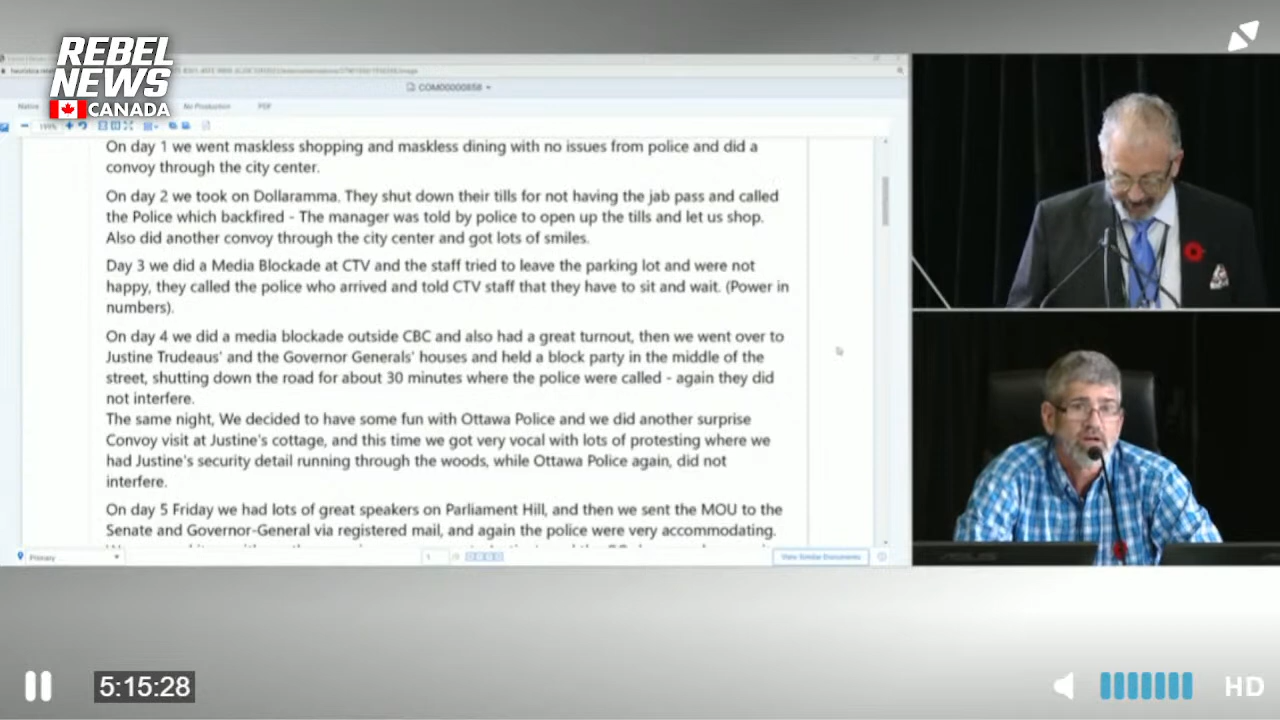 REBEL
NEWS
CANADA
COM00000858
Native
No Production
PDF
199%
On day 1 we went maskless shopping and maskless dining with no issues from police and did a
convoy through the city center.
On day 2 we took on Dollaramma. They shut down their tills for not having the jab pass and called
the Police which backfired - The manager was told by police to open up the tills and let us shop.
Also did another convoy through the city center and got lots of smiles.
Day 3 we did a Media Blockade at CTV and the staff tried to leave the parking lot and were not
happy, they called the police who arrived and told CTV staff that they have to sit and wait. (Power in
numbers).
On day 4 we did a media blockade outside CBC and also had a great turnout, then we went over to
Justine Trudeaus' and the Governor Generals' houses and held a block party in the middle of the
street, shutting down the road for about 30 minutes where the police were called - again they did
not interfere.
The same night, We decided to have some fun with Ottawa Police and we did another surprise
Convoy visit at Justine's cottage, and this time we got very vocal with lots of protesting where we
had Justine's security detail running through the woods, while Ottawa Police again, did not
interfere.
On day 5 Friday we had lots of great speakers on Parliament Hill, and then we sent the MOU to the
Senate and Governor-General via registered mail, and again the police were very accommodating.
Primary
View Similar Documents
5:15:28
HD